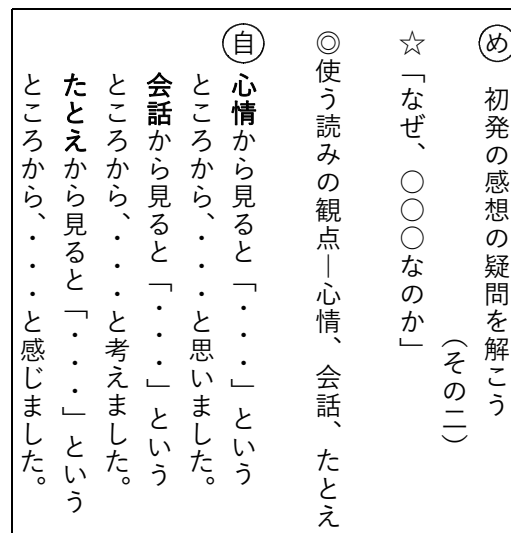 め 初発の感想の疑問を解こう
(その二)
☆「なぜ、○○○なのか」
◎使う読みの観点―心情、会話、たとえ
自 心情から見ると「・・・」という
ところから、・・・と思いました。
会話から見ると「・・・」という
ところから、・・・と考えました。
たとえから見ると「・・・」という
ところから、・・・と感じました。